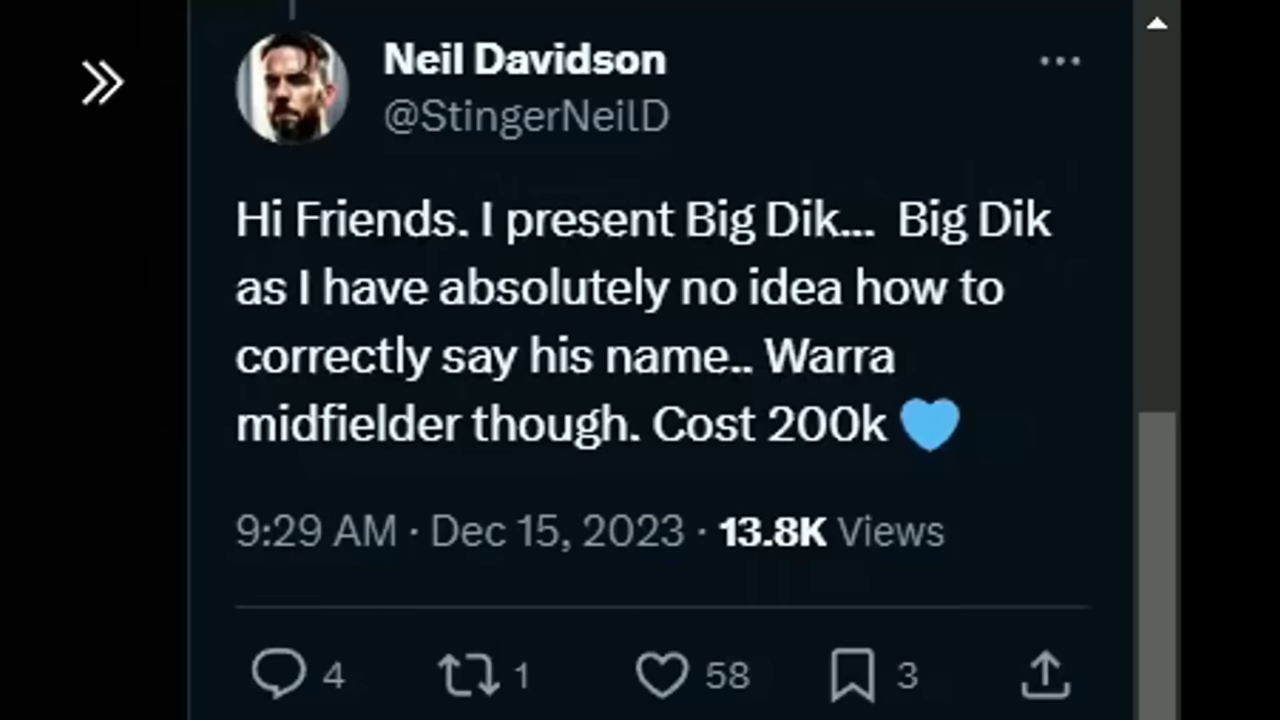 Neil Davidson
@StingerNeilD
Hi Friends. I present Big Dik... Big Dik
as I have absolutely no idea how to
correctly say his name.. Warra
midfielder though. Cost 200k 💙
9:29 AM · Dec 15, 2023 · 13.8K Views
4 1 58 3